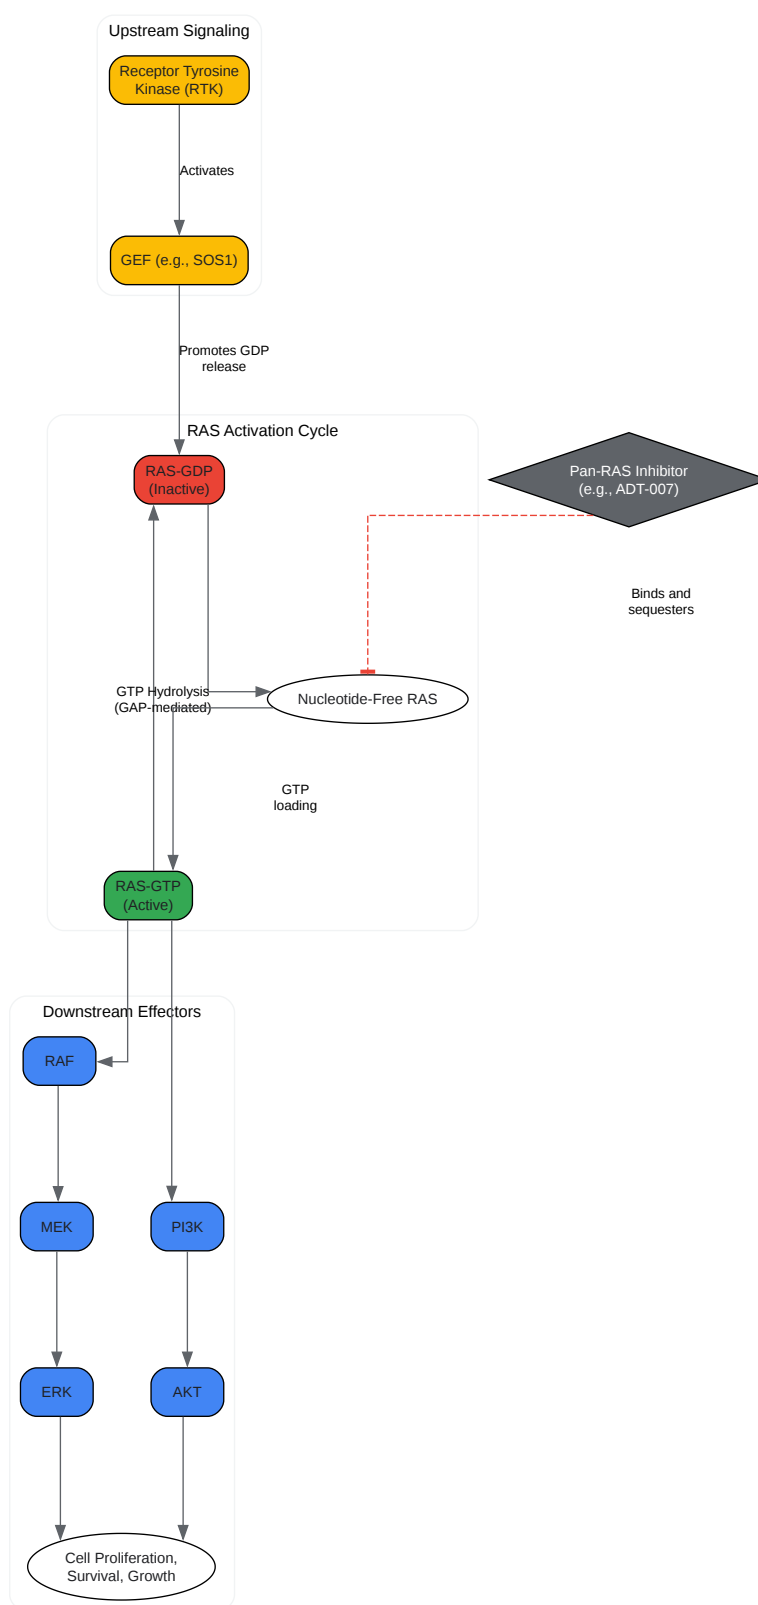 Upstream Signaling
Receptor Tyrosine
Kinase (RTK)
Activates
GEF (e.g., SOS1)
Promotes GDP
release
RAS Activation Cycle
RAS-GDP
(Inactive)
Pan-RAS Inhibitor
(e.g., ADT-007)
Binds and
sequesters
GTP Hydrolysis
(GAP-mediated)
Nucleotide-Free RAS
GTP
loading
RAS-GTP
(Active)
Downstream Effectors
RAF
MEK
PI3K
ERK
AKT
Cell Proliferation,
Survival, Growth